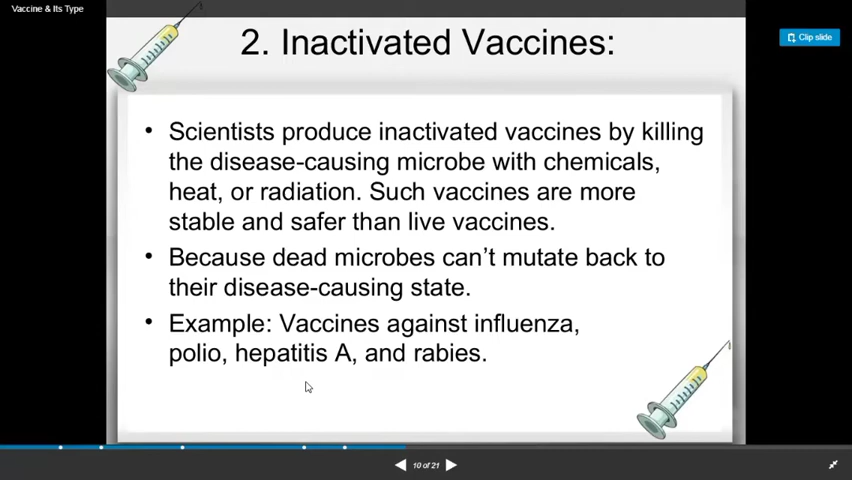 Vaccine & Its Type
2. Inactivated Vaccines:
Clip slide
• Scientists produce inactivated vaccines by killing
the disease-causing microbe with chemicals,
heat, or radiation. Such vaccines are more
stable and safer than live vaccines.
• Because dead microbes can’t mutate back to
their disease-causing state.
• Example: Vaccines against influenza,
polio, hepatitis A, and rabies.
10 of 21